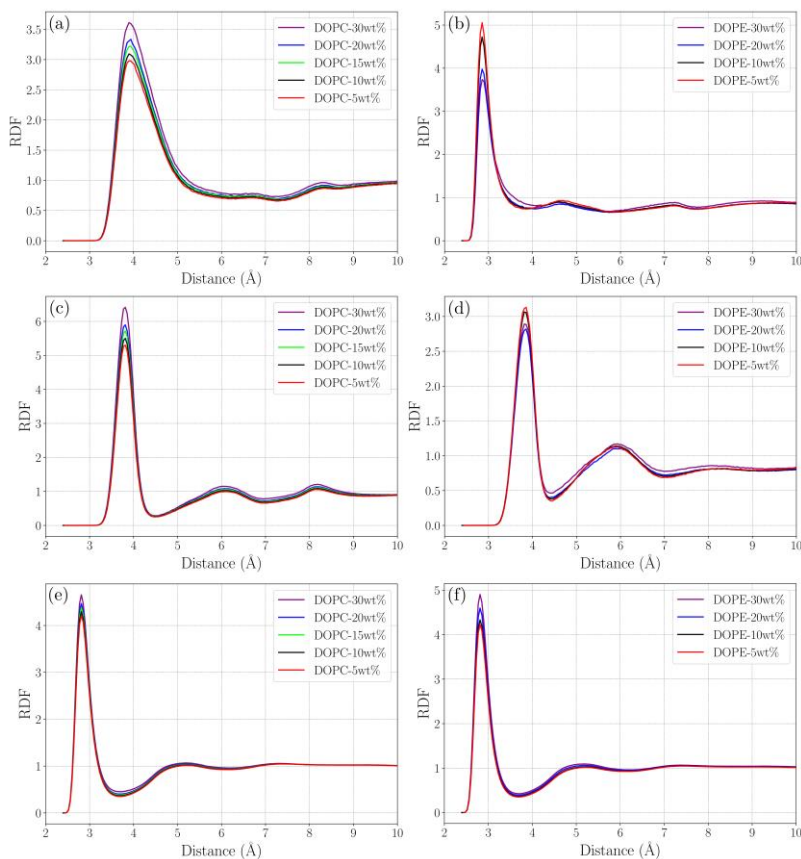 (a)
DOPC-30wt%
DOPC-20wt%
DOPC-15wt%
DOPC-10wt%
DOPC-5wt%
RDF
3.5
3.0
2.5
2.0
1.5
1.0
0.5
0.0
2 3 4 5 6 7 8 9 10
Distance (Å)
(b)
DOPE-30wt%
DOPE-20wt%
DOPE-10wt%
DOPE-5wt%
RDF
5
4
3
2
1
0
2 3 4 5 6 7 8 9 10
Distance (Å)
(c)
DOPC-30wt%
DOPC-20wt%
DOPC-15wt%
DOPC-10wt%
DOPC-5wt%
RDF
6
5
4
3
2
1
0
2 3 4 5 6 7 8 9 10
Distance (Å)
(d)
DOPE-30wt%
DOPE-20wt%
DOPE-10wt%
DOPE-5wt%
RDF
3.0
2.5
2.0
1.5
1.0
0.5
0.0
2 3 4 5 6 7 8 9 10
Distance (Å)
(e)
DOPC-30wt%
DOPC-20wt%
DOPC-15wt%
DOPC-10wt%
DOPC-5wt%
RDF
4
3
2
1
0
2 3 4 5 6 7 8 9 10
Distance (Å)
(f)
DOPE-30wt%
DOPE-20wt%
DOPE-10wt%
DOPE-5wt%
RDF
5
4
3
2
1
0
2 3 4 5 6 7 8 9 10
Distance (Å)